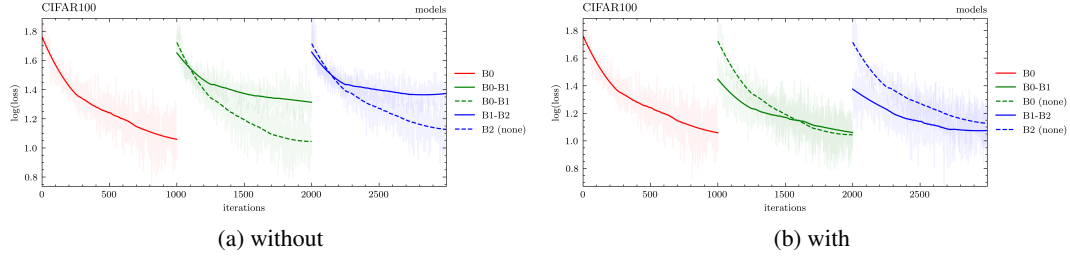 CIFAR100 models
1.8
1.6
1.4
1.2
1.0
0.8
log(loss)
0 500 1000 1500 2000 2500
iterations
B0
B0-B1
B0-B1
B1-B2
B2 (none)
(a) without
CIFAR100 models
1.8
1.6
1.4
1.2
1.0
0.8
log(loss)
0 500 1000 1500 2000 2500
iterations
B0
B0-B1
B0 (none)
B1-B2
B2 (none)
(b) with